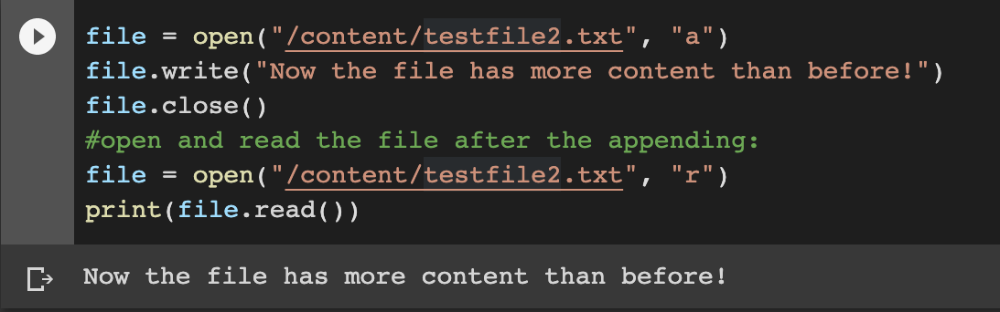 file = open("/content/testfile2.txt", "a")
file.write("Now the file has more content than before!")
file.close()
#open and read the file after the appending:
file = open("/content/testfile2.txt", "r")
print(file.read())
Now the file has more content than before!